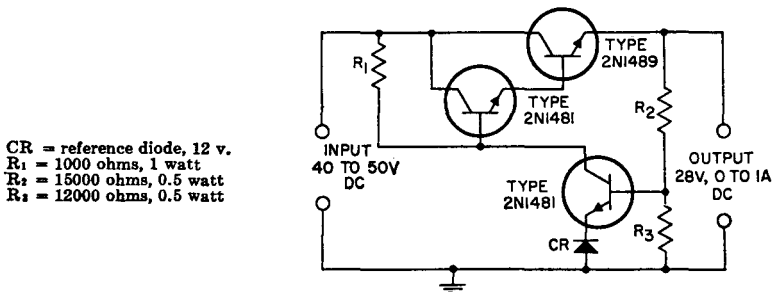 CR = reference diode, 12 v.
R₁ = 1000 ohms, 1 watt
R₂ = 15000 ohms, 0.5 watt
R₃ = 12000 ohms, 0.5 watt
R₁
TYPE
2N1489
TYPE
2N1481
R₂
INPUT
40 TO 50V
DC
TYPE
2N1481
OUTPUT
28V, 0 TO 1A
DC
CR
R₃